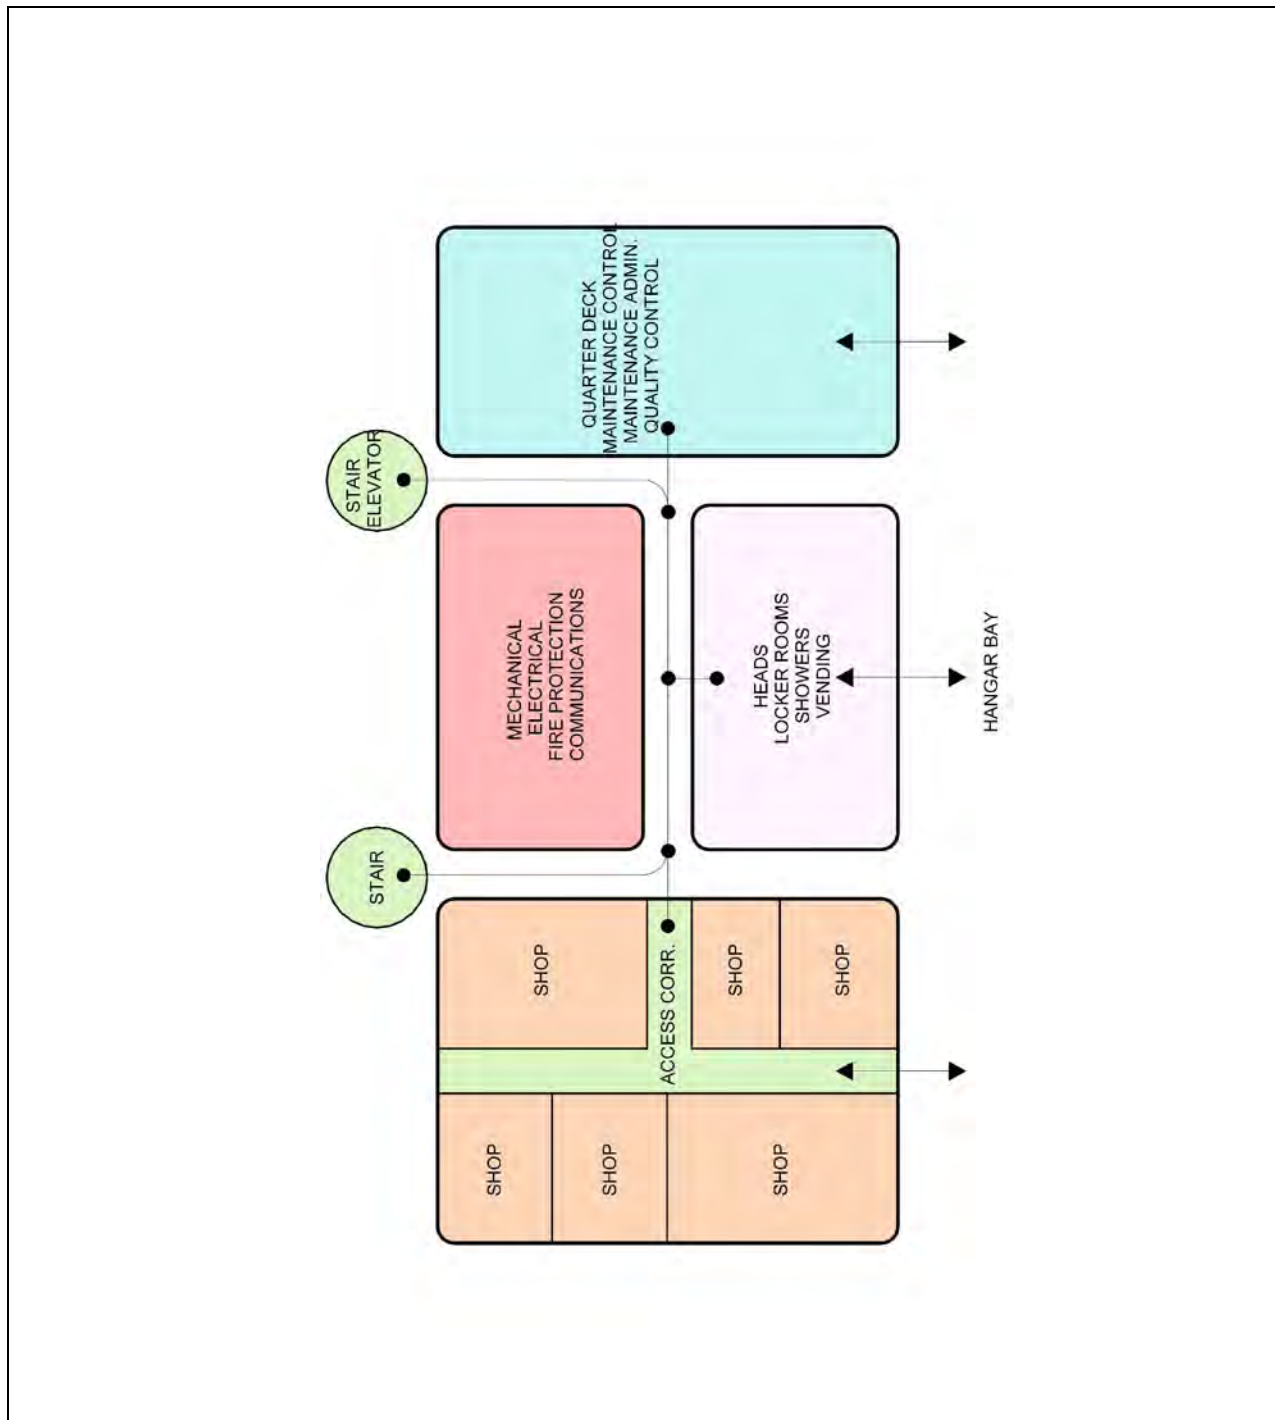 STAIR
STAIR
ELEVATOR
SHOP
SHOP
SHOP
ACCESS CORR.
SHOP
SHOP
SHOP
MECHANICAL
ELECTRICAL
FIRE PROTECTION
COMMUNICATIONS
HEADS
LOCKER ROOMS
SHOWERS
VENDING
QUARTER DECK
MAINTENANCE CONTROL
MAINTENANCE ADMIN.
QUALITY CONTROL
HANGAR BAY